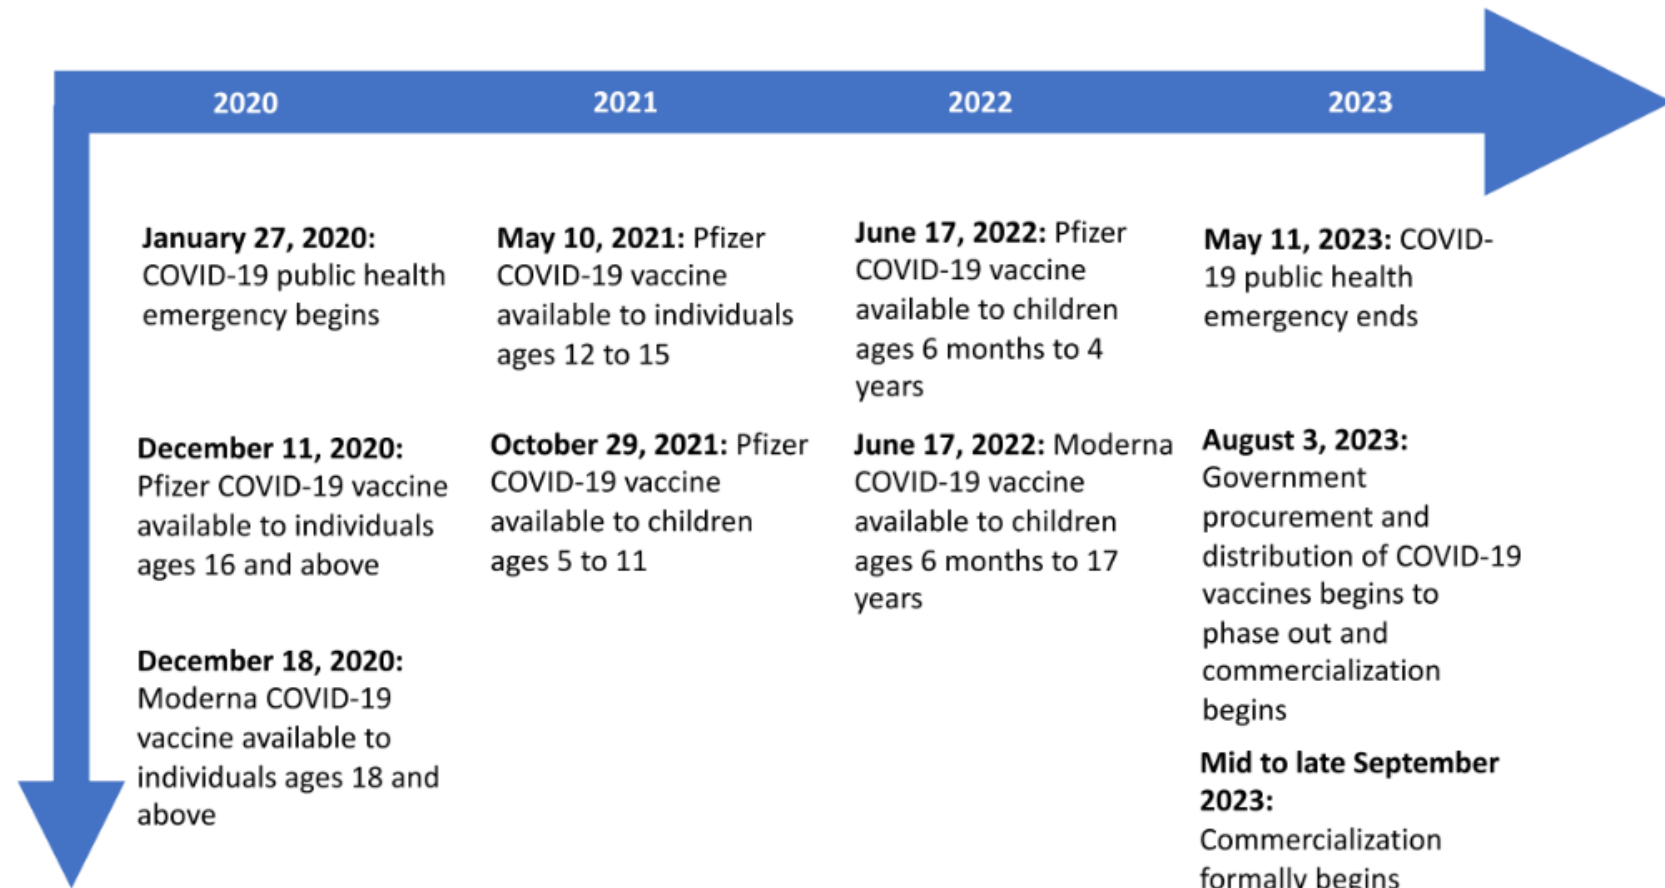 2020
2021
2022
2023
January 27, 2020:
COVID-19 public health
emergency begins
December 11, 2020:
Pfizer COVID-19 vaccine
available to individuals
ages 16 and above
December 18, 2020:
Moderna COVID-19
vaccine available to
individuals ages 18 and
above
May 10, 2021: Pfizer
COVID-19 vaccine
available to individuals
ages 12 to 15
October 29, 2021: Pfizer
COVID-19 vaccine
available to children
ages 5 to 11
June 17, 2022: Pfizer
COVID-19 vaccine
available to children
ages 6 months to 4
years
June 17, 2022: Moderna
COVID-19 vaccine
available to children
ages 6 months to 17
years
May 11, 2023: COVID-
19 public health
emergency ends
August 3, 2023:
Government
procurement and
distribution of COVID-19
vaccines begins to
phase out and
commercialization
begins
Mid to late September
2023:
Commercialization
formally begins